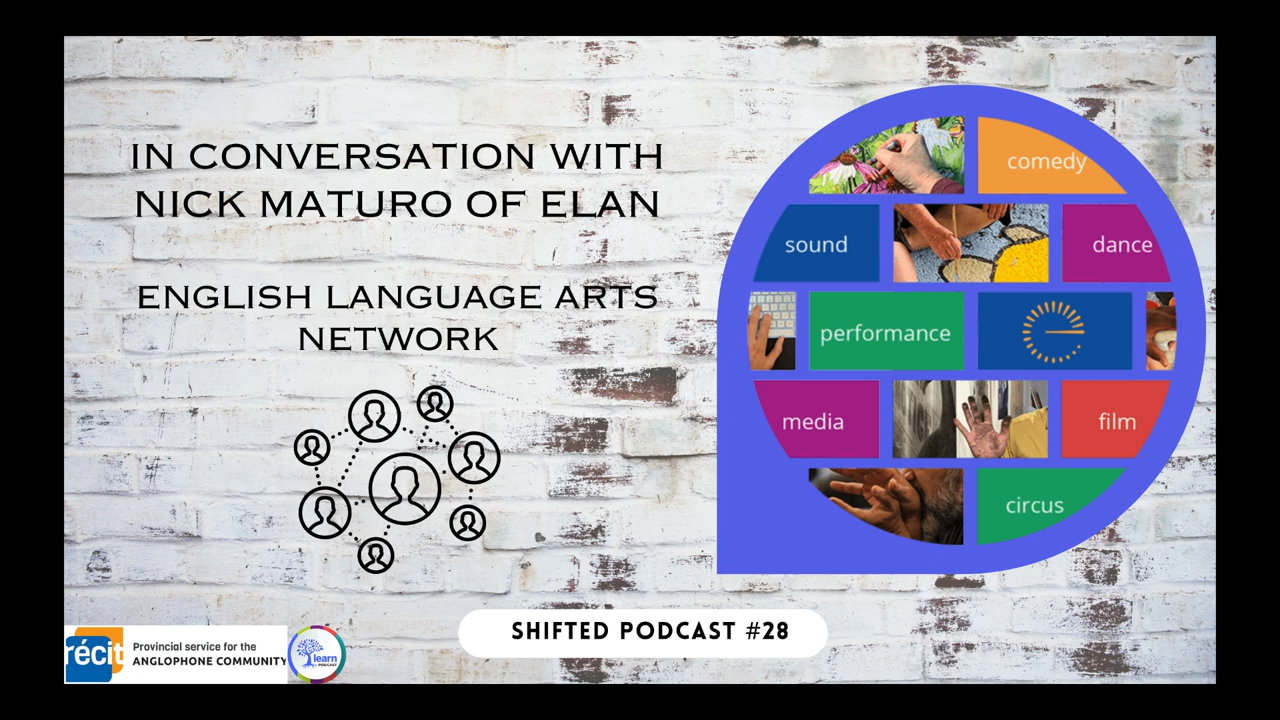 IN CONVERSATION WITH
NICK MATURO OF ELAN
ENGLISH LANGUAGE ARTS
NETWORK
comedy
sound
dance
performance
media
film
circus
SHIFTED PODCAST #28
récit
Provincial service for the
ANGLOPHONE COMMUNITY
learn
PODCAST